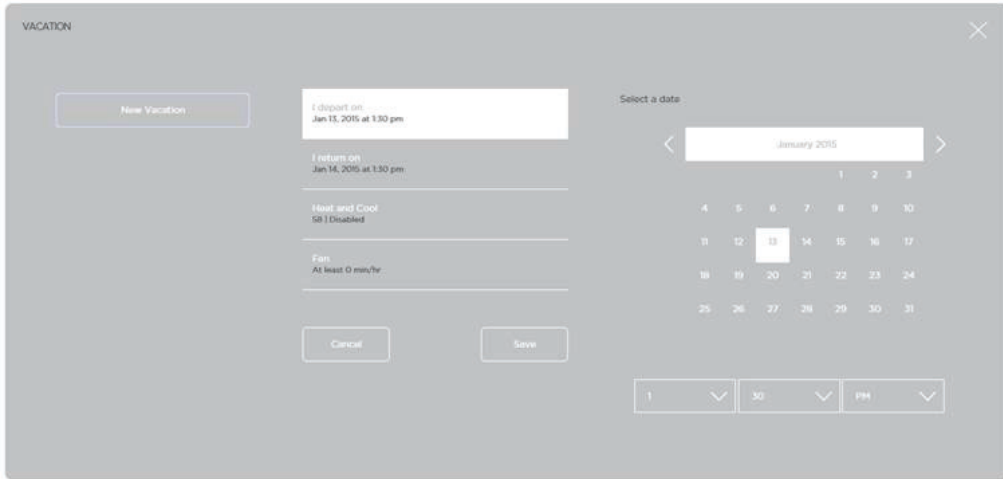 VACATION
New Vacation
I depart on
Jan 13, 2015 at 1:30 pm
I return on
Jan 14, 2015 at 1:30 pm
Heat and Cool
58 | Disabled
Fan
At least 0 min/hr
Cancel
Save
Select a date
January 2015
1 2 3
4 5 6 7 8 9 10
11 12 13 14 15 16 17
18 19 20 21 22 23 24
25 26 27 28 29 30 31
1 30 PM